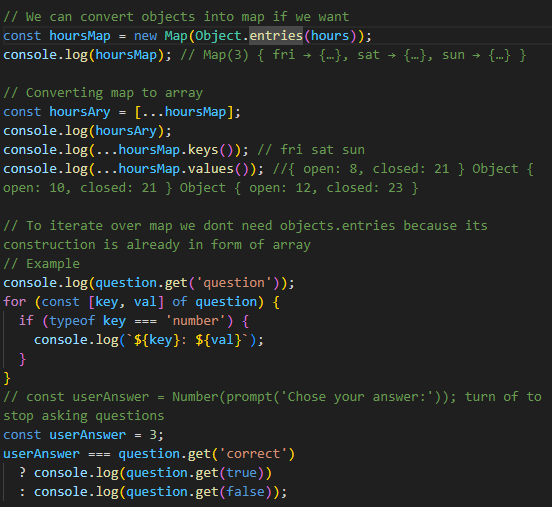 // We can convert objects into map if we want
const hoursMap = new Map(Object.entries(hours));
console.log(hoursMap); // Map(3) { fri → {…}, sat → {…}, sun → {…} }

// Converting map to array
const hoursAry = [...hoursMap];
console.log(hoursAry);
console.log(...hoursMap.keys()); // fri sat sun
console.log(...hoursMap.values()); //{ open: 8, closed: 21 } Object {
open: 10, closed: 21 } Object { open: 12, closed: 23 }

// To iterate over map we dont need objects.entries because its
construction is already in form of array
// Example
console.log(question.get('question'));
for (const [key, val] of question) {
  if (typeof key === 'number') {
    console.log(`${key}: ${val}`);
  }
}
// const userAnswer = Number(prompt('Chose your answer:')); turn of to
stop asking questions
const userAnswer = 3;
userAnswer === question.get('correct')
  ? console.log(question.get(true))
  : console.log(question.get(false));